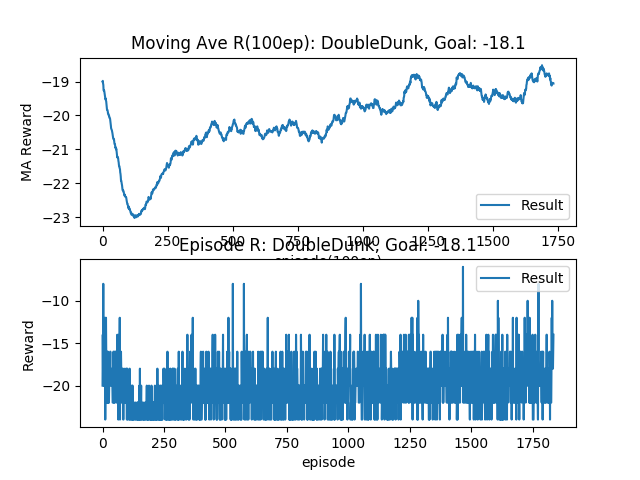 Moving Ave R(100ep): DoubleDunk, Goal: -18.1
MA Reward
−19
−20
−21
−22
−23
Result
0 250 500 750 1000 1250 1500 1750
episode(100ep)
Episode R: DoubleDunk, Goal: -18.1
Reward
−10
−15
−20
Result
0 250 500 750 1000 1250 1500 1750
episode